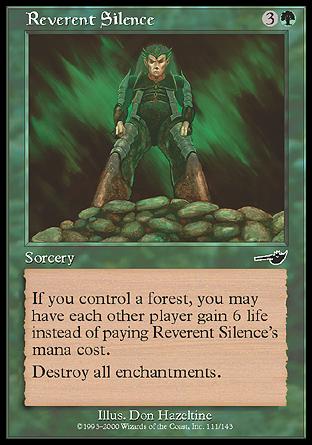 Reverent Silence 3
Sorcery
If you control a forest, you may
have each other player gain 6 life
instead of paying Reverent Silence's
mana cost.
Destroy all enchantments.
Illus. Don Hazeltine
©1993–2000 Wizards of the Coast, Inc. 111/143